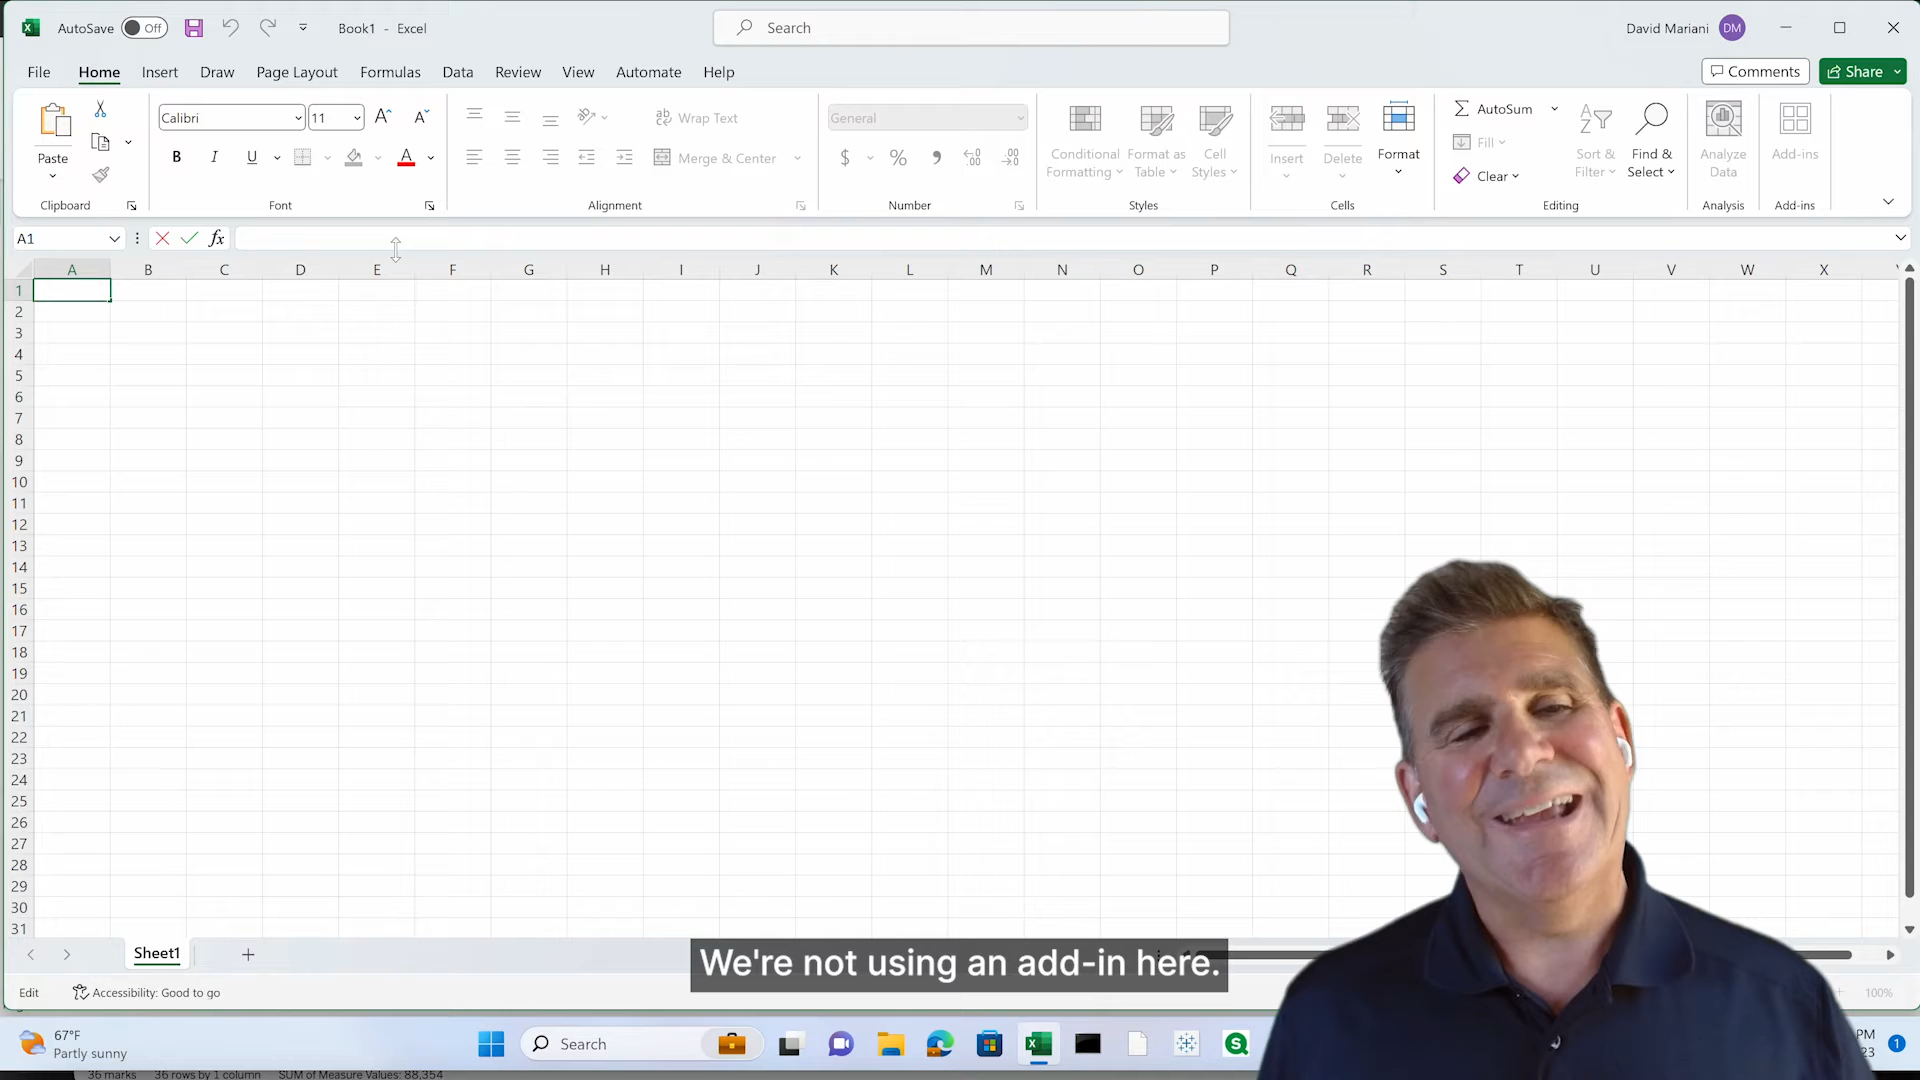 AutoSave Off Book1 - Excel Search David Mariani DM
File Home Insert Draw Page Layout Formulas Data Review View Automate Help Comments Share
Paste
Clipboard
Calibri 11
B I U A
Font
ab Wrap Text
Merge & Center
Alignment
General
$ % 9
Number
Conditional Formatting
Format as Table
Cell Styles
Styles
Insert Delete Format
Cells
AutoSum
Fill
Clear
Sort & Filter
Find & Select
Editing
Analyze Data
Analysis
Add-ins
Add-ins
A1 fx
A B C D E F G H I J K L M N O P Q R S T U V W X
1
2
3
4
5
6
7
8
9
10
11
12
13
14
15
16
17
18
19
20
21
22
23
24
25
26
27
28
29
30
31
Sheet1
We're not using an add-in here.
Edit Accessibility: Good to go 100%
67°F
Partly sunny
Search
PM
23
1
36 marks 36 rows by 1 column SUM of Measure Values: 88,354